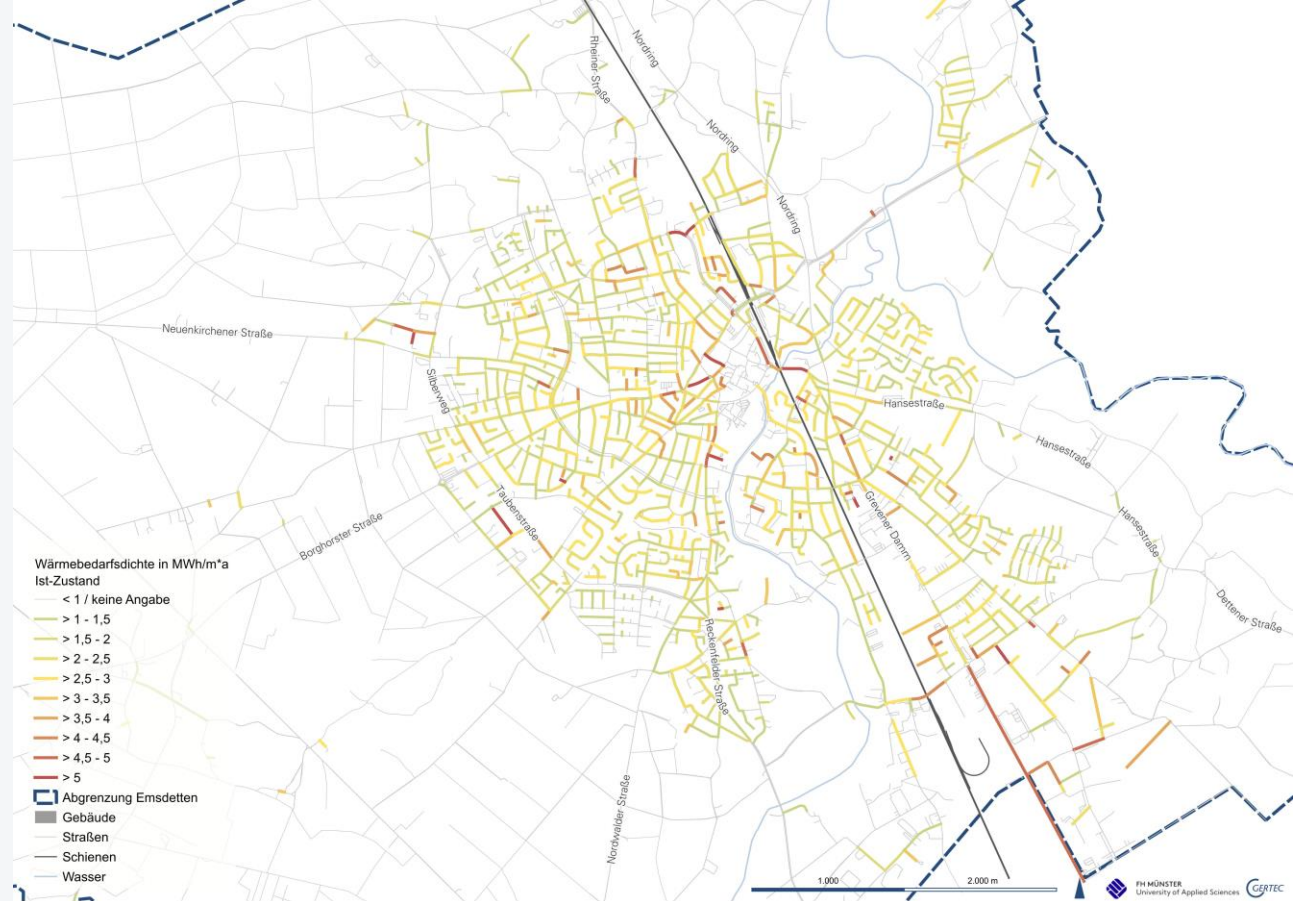 Nordring
Rheiner Straße
Nordring
Nordring
Neuenkirchener Straße
Silberweg
Hansestraße
Hansestraße
Taubenstraße
Grevener Damm
Hansestraße
Borghorster Straße
Dettener Straße
Reckenfelder Straße
Nordwalder Straße
Wärmebedarfsdichte in MWh/m*a
Ist-Zustand
< 1 / keine Angabe
> 1 - 1,5
> 1,5 - 2
> 2 - 2,5
> 2,5 - 3
> 3 - 3,5
> 3,5 - 4
> 4 - 4,5
> 4,5 - 5
> 5
Abgrenzung Emsdetten
Gebäude
Straßen
Schienen
Wasser
1.000
2.000 m
FH MÜNSTER
University of Applied Sciences
GERTEC